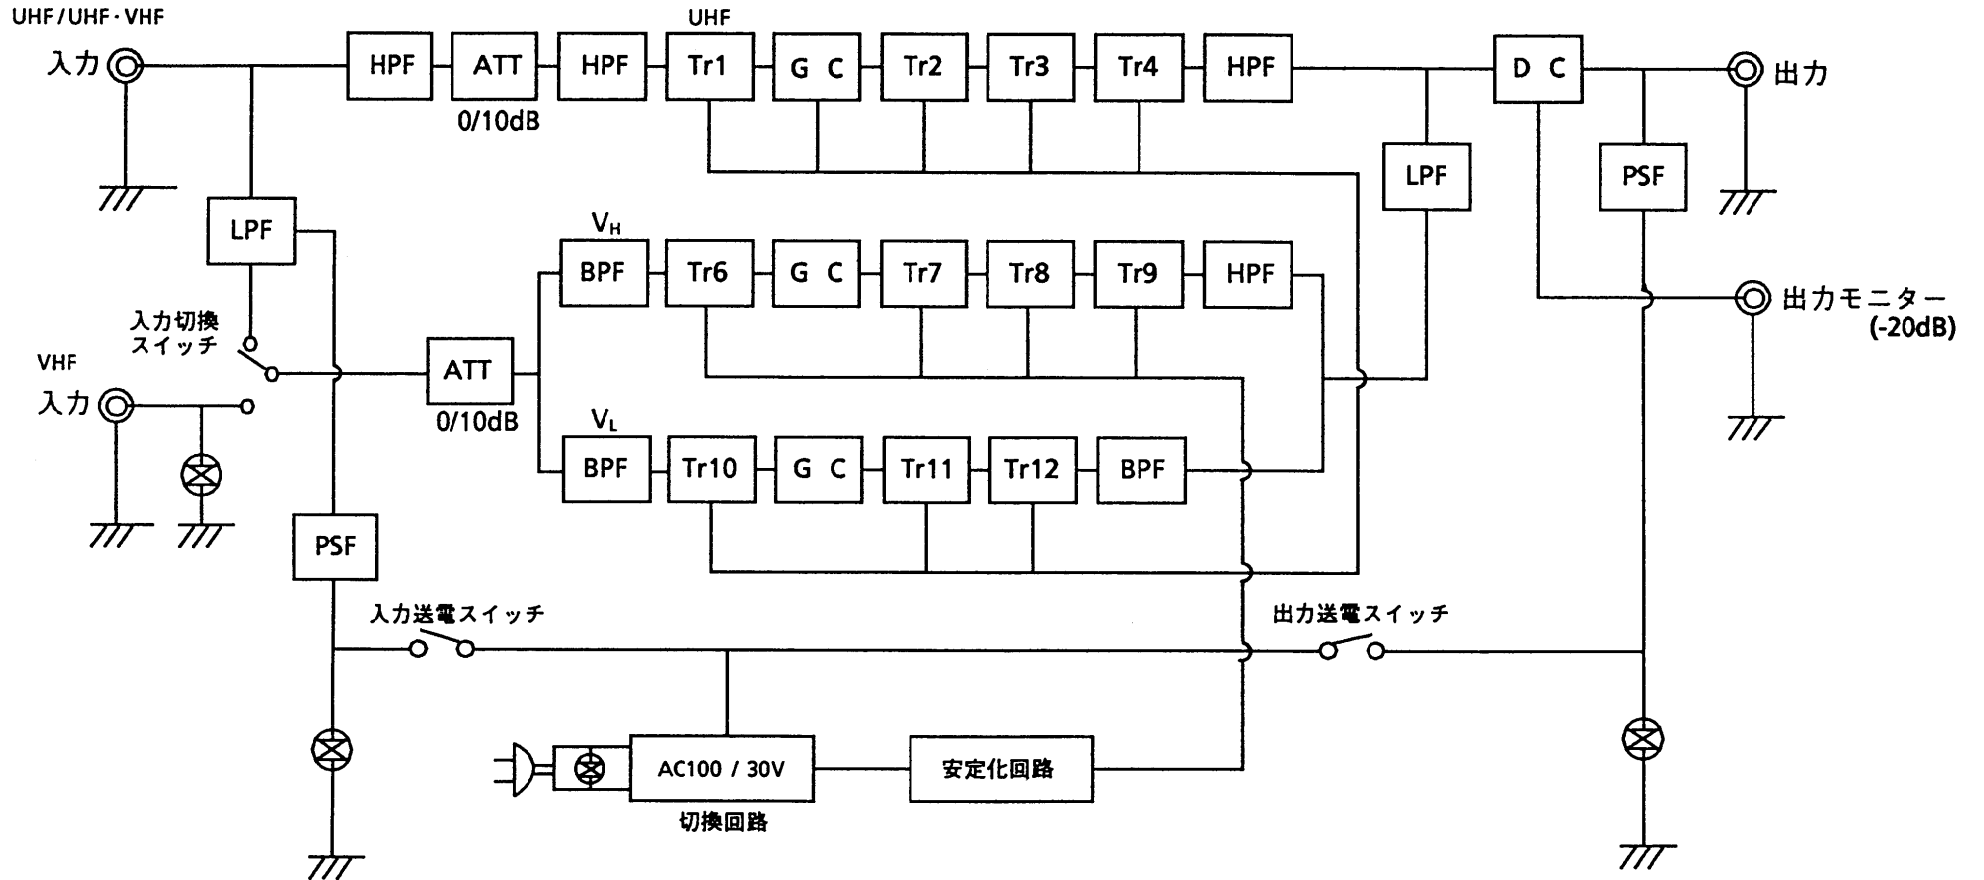 UHF/UHF·VHF
入力
UHF
HPF
ATT
0/10dB
HPF
Tr1
G C
Tr2
Tr3
Tr4
HPF
D C
出力
LPF
PSF
LPF
VH
BPF
Tr6
G C
Tr7
Tr8
Tr9
HPF
出力モニター
(-20dB)
入力切換
スイッチ
VHF
入力
ATT
0/10dB
VL
BPF
Tr10
G C
Tr11
Tr12
BPF
PSF
入力送電スイッチ
出力送電スイッチ
AC100 / 30V
切換回路
安定化回路